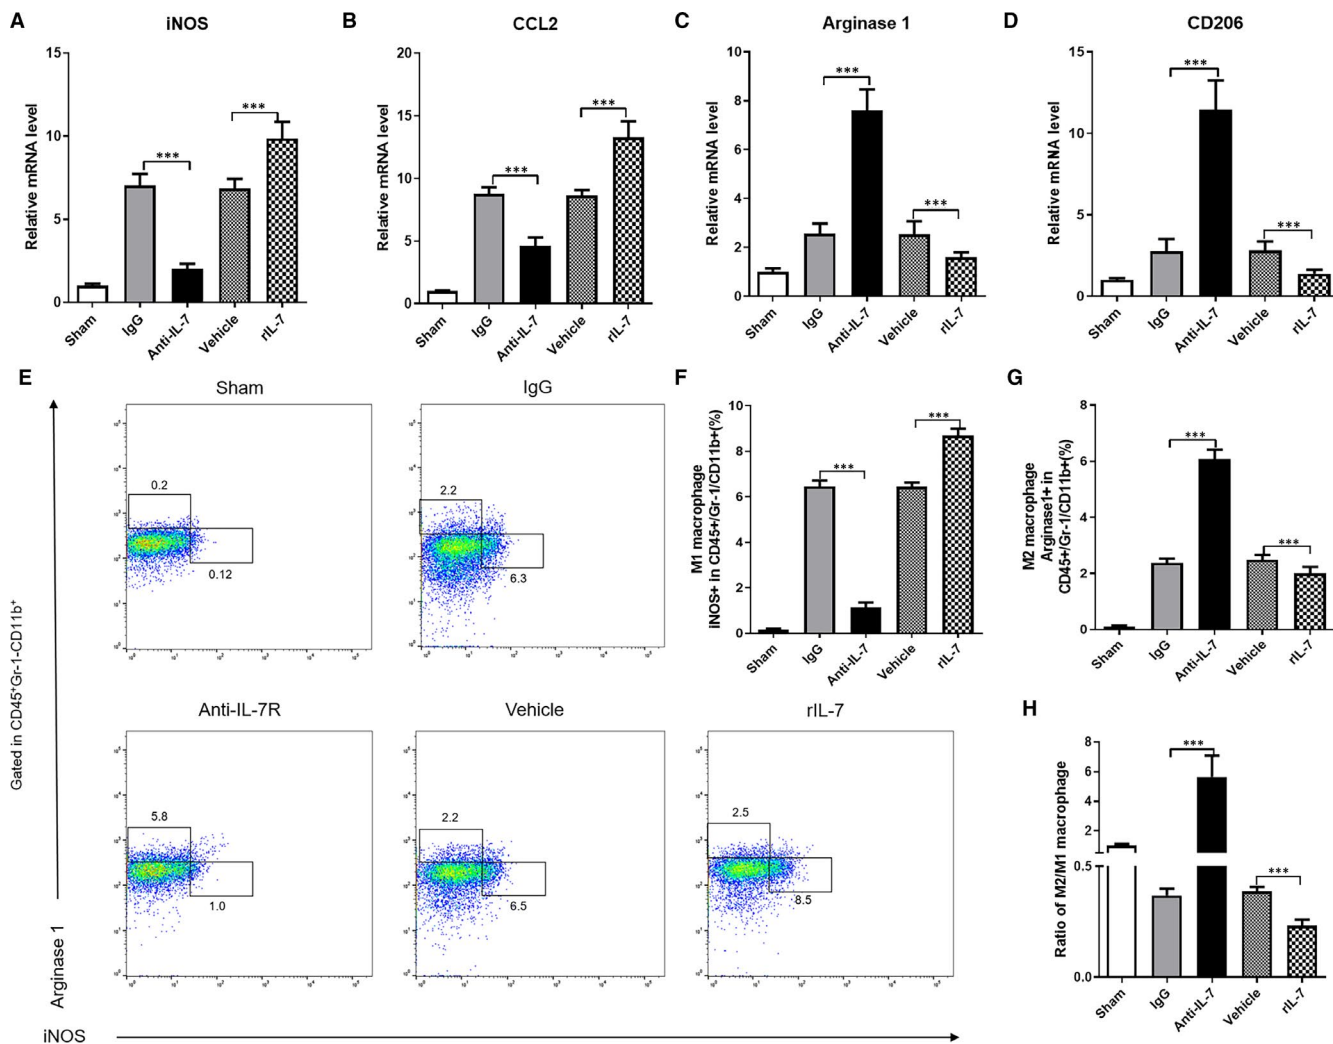 A iNOS
Relative mRNA level
15
10
5
0
Sham IgG Anti-IL-7 Vehicle rIL-7
***
***
B CCL2
Relative mRNA level
20
15
10
5
0
Sham IgG Anti-IL-7 Vehicle rIL-7
***
***
C Arginase 1
Relative mRNA level
10
8
6
4
2
0
Sham IgG Anti-IL-7 Vehicle rIL-7
***
***
D CD206
Relative mRNA level
15
10
5
0
Sham IgG Anti-IL-7 Vehicle rIL-7
***
***
E
Gated in CD45⁺Gr-1-CD11b⁺
Arginase 1
iNOS
Sham
0.2
0.12
IgG
2.2
6.3
Anti-IL-7R
5.8
1.0
Vehicle
2.2
6.5
rIL-7
2.5
8.5
F
M1 macrophage
iNOS+ in CD45+/Gr-1/CD11b+(%)
10
8
6
4
2
0
Sham IgG Anti-IL-7 Vehicle rIL-7
***
***
G
M2 macrophage
Arginase1+ in
CD45+/Gr-1/CD11b+(%)
8
6
4
2
0
Sham IgG Anti-IL-7 Vehicle rIL-7
***
***
H
Ratio of M2/M1 macrophage
8
6
4
2
0.5
0.0
Sham IgG Anti-IL-7 Vehicle rIL-7
***
***